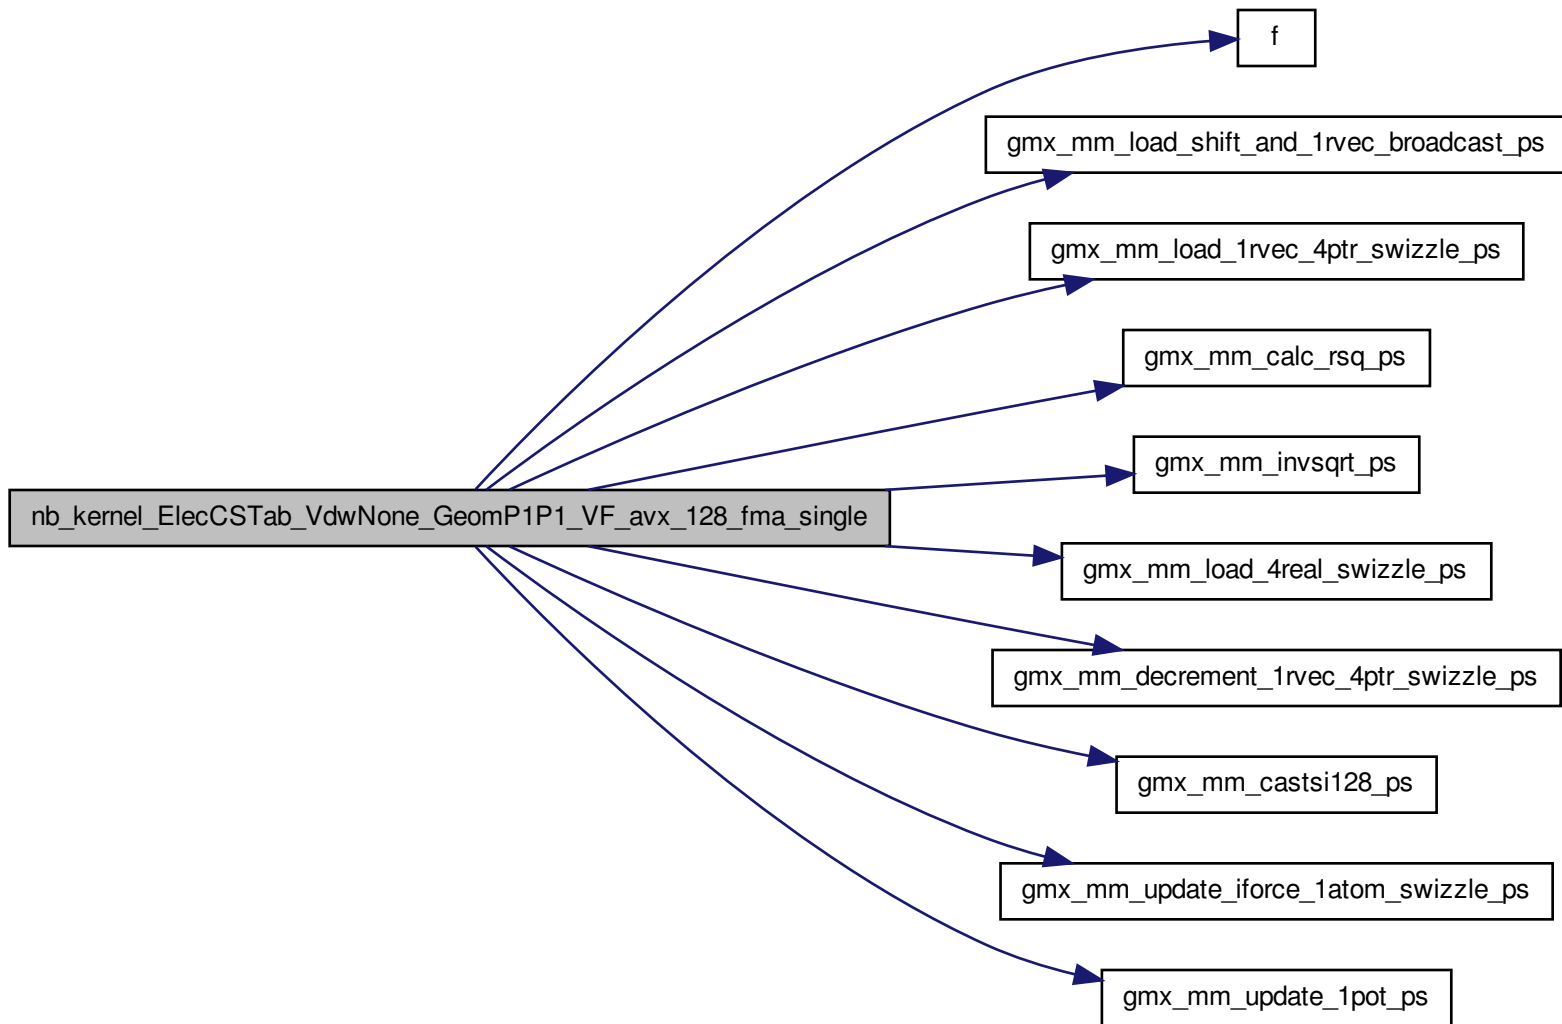 f
gmx_mm_load_shift_and_1rvec_broadcast_ps
gmx_mm_load_1rvec_4ptr_swizzle_ps
gmx_mm_calc_rsq_ps
gmx_mm_invsqrt_ps
nb_kernel_ElecCSTab_VdwNone_GeomP1P1_VF_avx_128_fma_single
gmx_mm_load_4real_swizzle_ps
gmx_mm_decrement_1rvec_4ptr_swizzle_ps
gmx_mm_castsi128_ps
gmx_mm_update_iforce_1atom_swizzle_ps
gmx_mm_update_1pot_ps